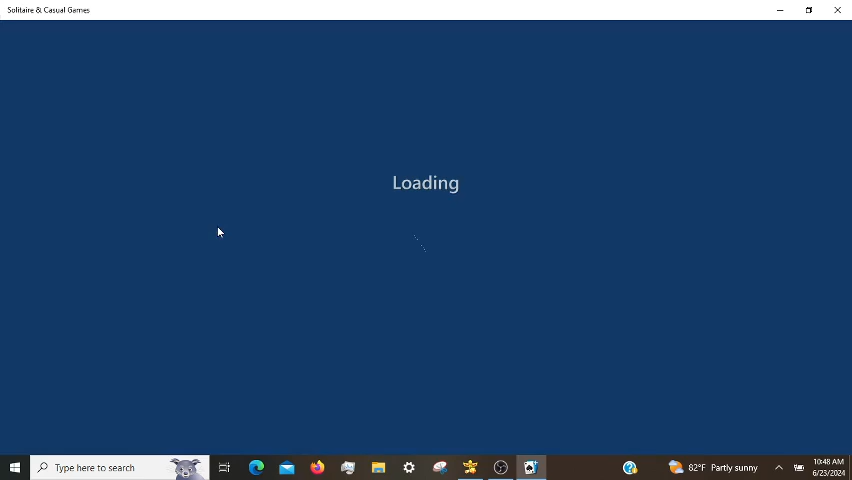 Solitaire & Casual Games
Loading
Type here to search
82°F Partly sunny
10:48 AM
6/23/2024